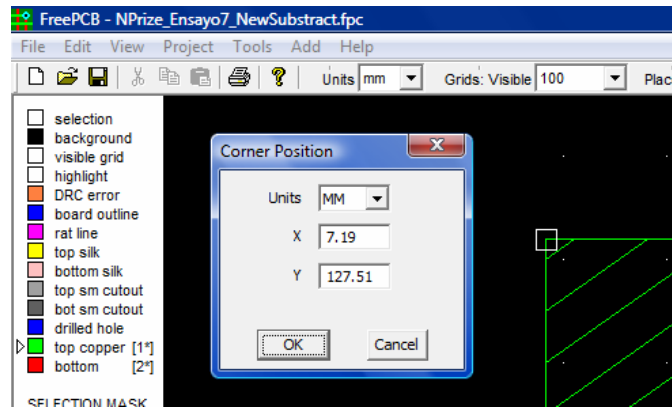 FreePCB - NPrize_Ensayo7_NewSubstract.fpc
File Edit View Project Tools Add Help
Units mm Grids: Visible 100 Plac
selection
background
visible grid
highlight
DRC error
board outline
rat line
top silk
bottom silk
top sm cutout
bot sm cutout
drilled hole
top copper [1*]
bottom [2*]
SELECTION MASK
Corner Position
Units MM
X 7.19
Y 127.51
OK Cancel